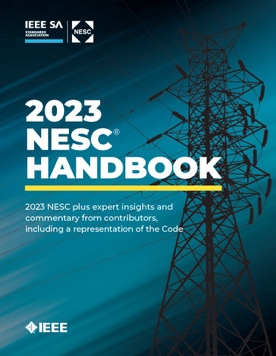 IEEE SA
STANDARDS
ASSOCIATION
NESC
2023
NESC®
HANDBOOK
2023 NESC plus expert insights and
commentary from contributors,
including a representation of the Code
IEEE